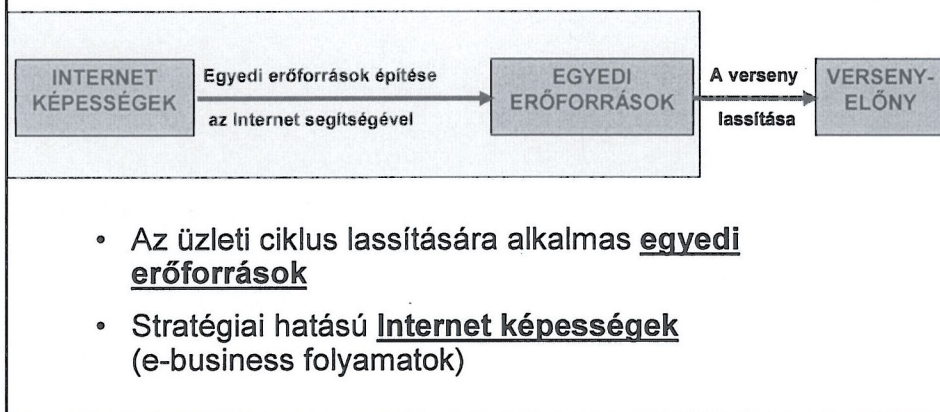 INTERNET
KÉPESSÉGEK
Egyedi erőforrások építése
az Internet segítségével
EGYEDI
ERŐFORRÁSOK
A verseny
lassítása
VERSENY-
ELŐNY
• Az üzleti ciklus lassítására alkalmas egyedi
erőforrások
• Stratégiai hatású Internet képességek
(e-business folyamatok)